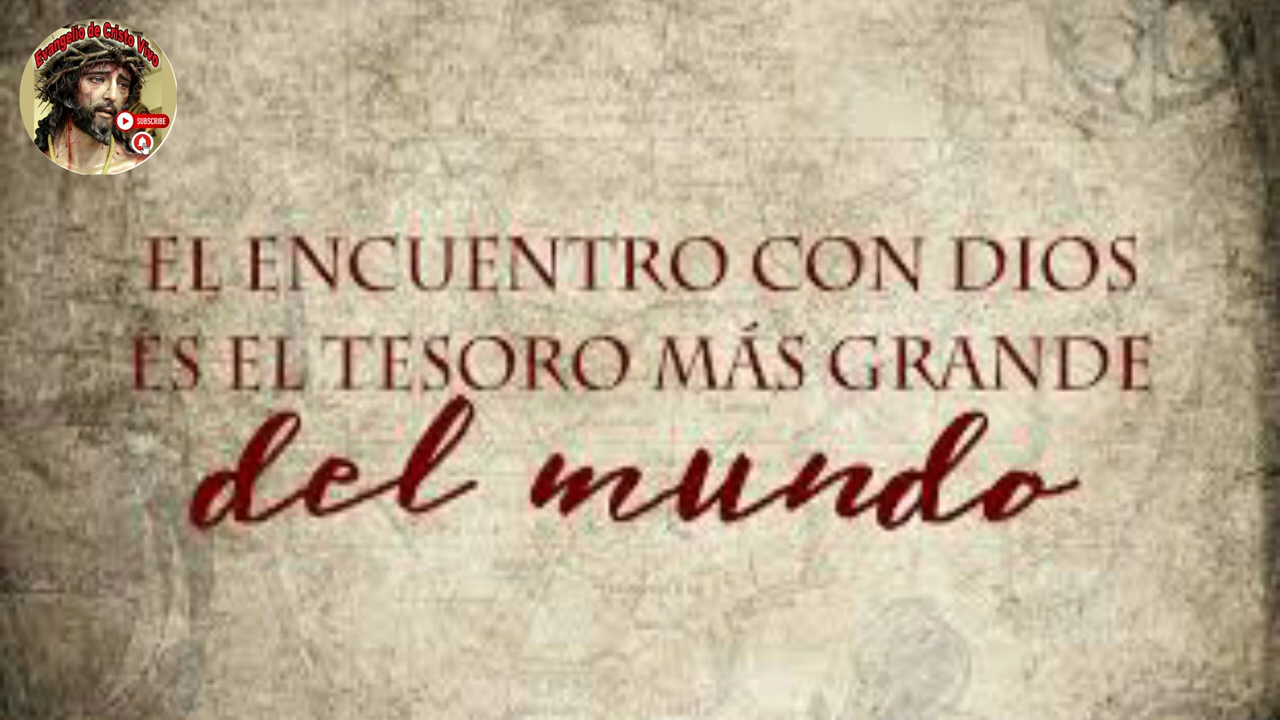 Evangelio de Cristo Vivo
SUBSCRIBE
EL ENCUENTRO CON DIOS
ES EL TESORO MÁS GRANDE
del mundo